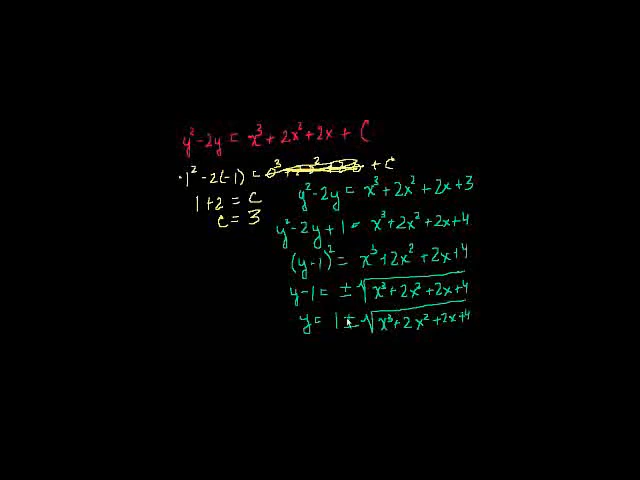 y² - 2y = x³ + 2x² + 2x + C
-1² - 2(-1) = 0³ + C
1 + 2 = C
C = 3
y² - 2y = x³ + 2x² + 2x + 3
y² - 2y + 1 = x³ + 2x² + 2x + 4
(y - 1)² = x³ + 2x² + 2x + 4
y - 1 = ± √x³ + 2x² + 2x + 4
y = 1 ± √x³ + 2x² + 2x + 4